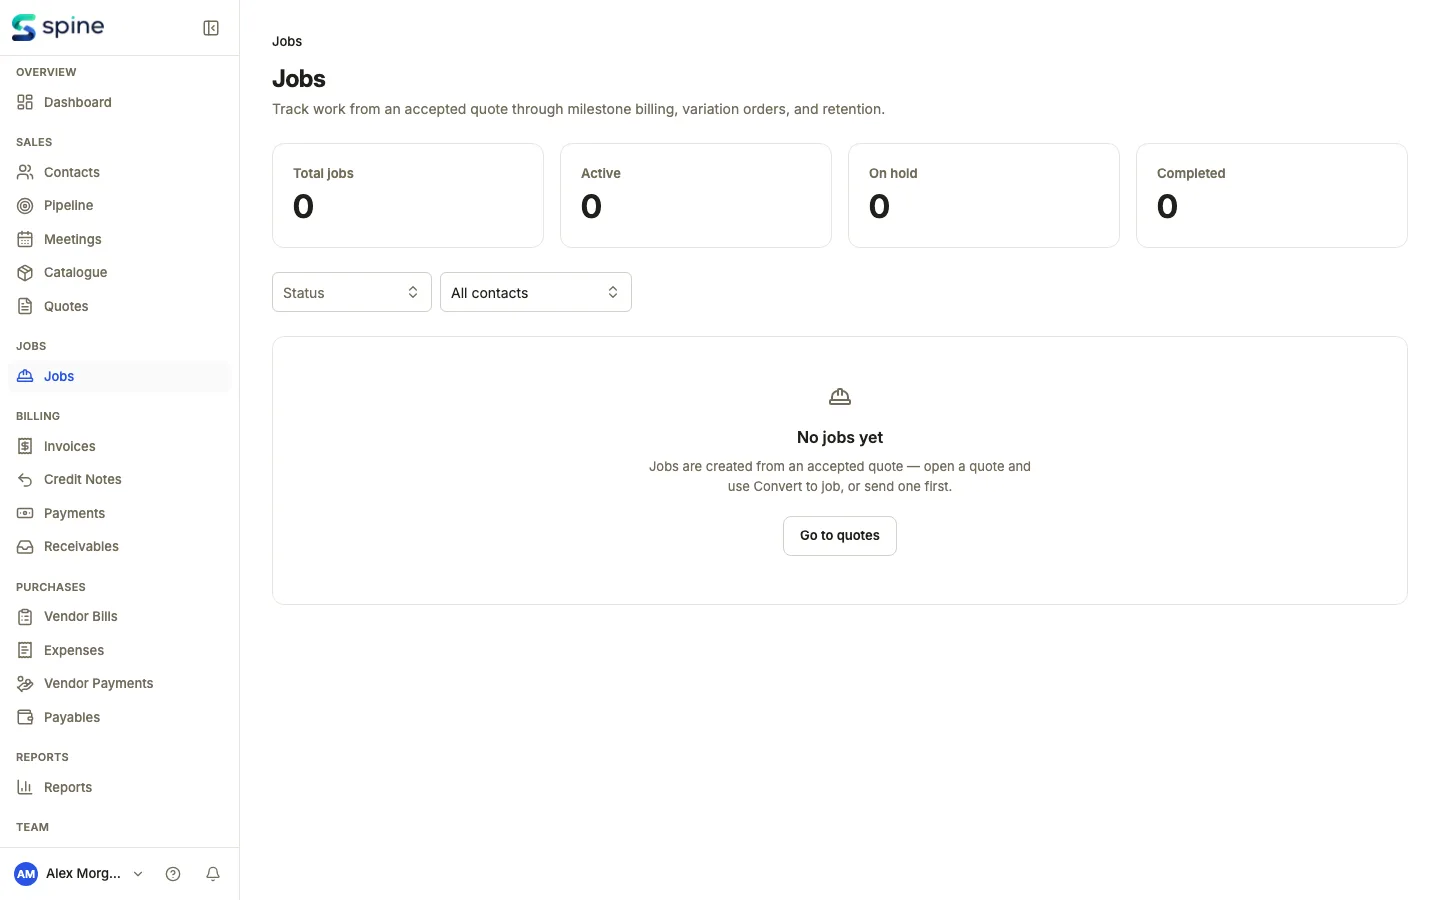 spine
OVERVIEW
Dashboard
SALES
Contacts
Pipeline
Meetings
Catalogue
Quotes
JOBS
Jobs
BILLING
Invoices
Credit Notes
Payments
Receivables
PURCHASES
Vendor Bills
Expenses
Vendor Payments
Payables
REPORTS
Reports
TEAM
AM Alex Morg...
Jobs
Jobs
Track work from an accepted quote through milestone billing, variation orders, and retention.
Total jobs
0
Active
0
On hold
0
Completed
0
Status
All contacts
No jobs yet
Jobs are created from an accepted quote — open a quote and
use Convert to job, or send one first.
Go to quotes